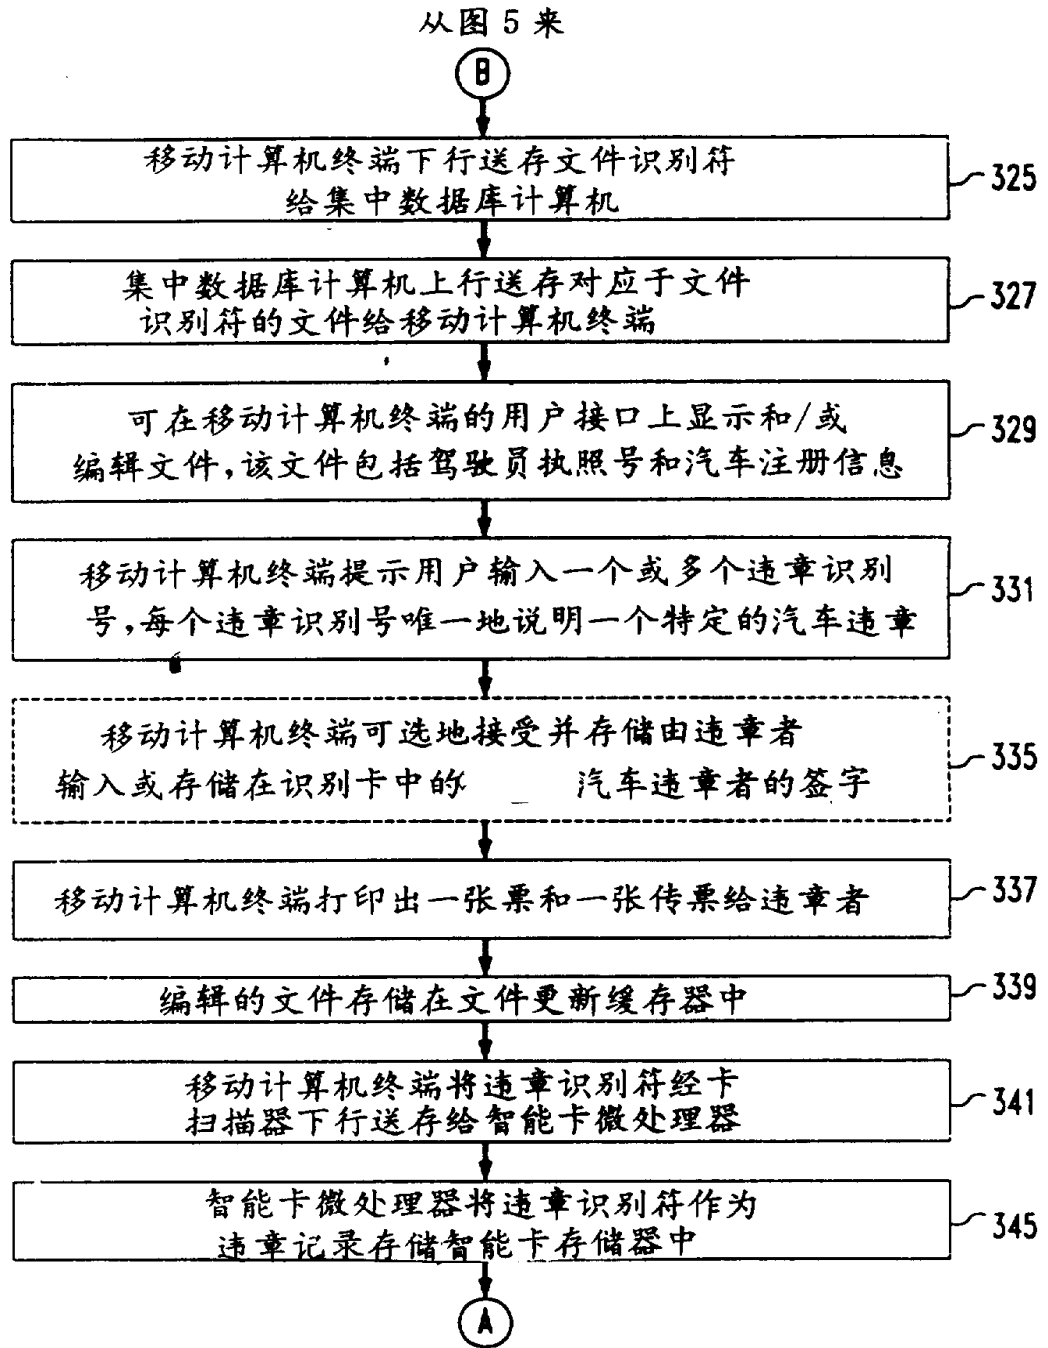 从图 5 来
B
移动计算机终端下行送存文件识别符
给集中数据库计算机
325
集中数据库计算机上行送存对应于文件
识别符的文件给移动计算机终端
327
可在移动计算机终端的用户接口上显示和/或
编辑文件,该文件包括驾驶员执照号和汽车注册信息
329
移动计算机终端提示用户输入一个或多个违章识别
号,每个违章识别号唯一地说明一个特定的汽车违章
331
移动计算机终端可选地接受并存储由违章者
输入或存储在识别卡中的 汽车违章者的签字
335
移动计算机终端打印出一张票和一张传票给违章者
337
编辑的文件存储在文件更新缓存器中
339
移动计算机终端将违章识别符经卡
扫描器下行送存给智能卡微处理器
341
智能卡微处理器将违章识别符作为
违章记录存储智能卡存储器中
345
A